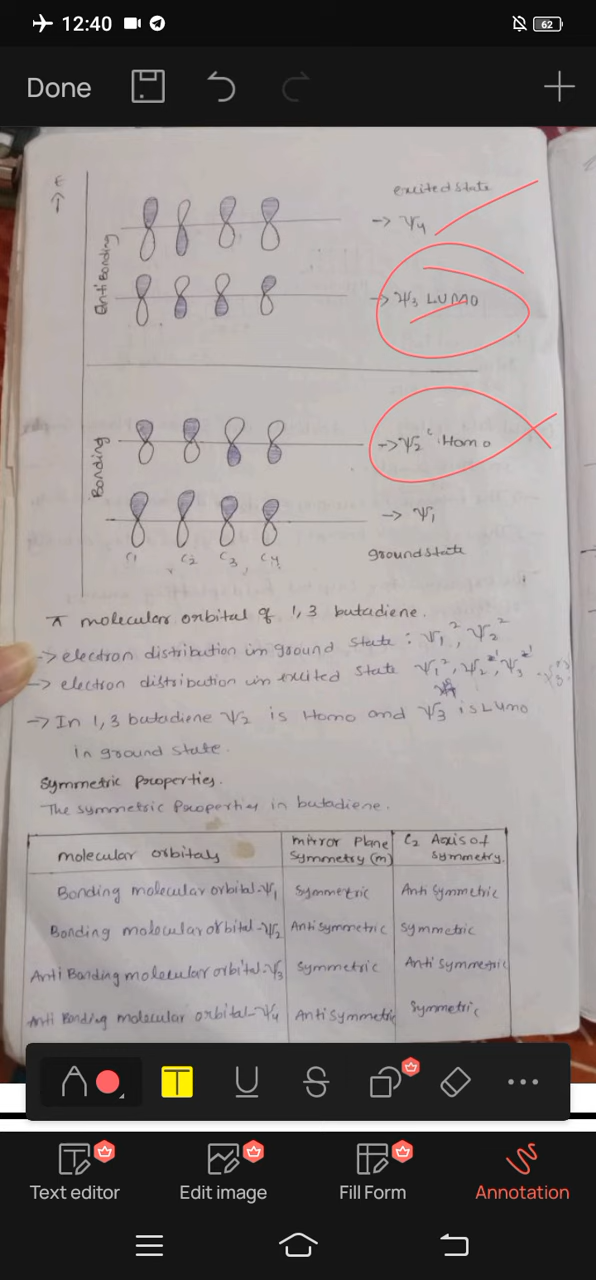 12:40
62
Done
→E
excited state
Anti Bonding
→ Ψ4
→ Ψ3 LUMO
Bonding
→ Ψ2 Homo
→ Ψ1
C1 C2 C3, C4
ground state
π molecular orbital of 1,3 butadiene.
→ electron distribution in ground state : Ψ1², Ψ2²
→ electron distribution in excited state Ψ1², Ψ2¹, Ψ3¹
→ In 1,3 butadiene Ψ2 is Homo and Ψ3 is Lumo
in ground state.
Symmetric Properties.
The symmetric Properties in butadiene.
molecular orbitals
mirror Plane Symmetry (m)
C2 Axis of Symmetry.
Bonding molecular orbital-Ψ1 Symmetric Anti Symmetric
Bonding molecular orbital-Ψ2 Antisymmetric Symmetric
Anti Bonding molecular orbital-Ψ3 Symmetric Anti Symmetric
Anti Bonding molecular orbital-Ψ4 Antisymmetric Symmetric
T U S
Text editor Edit image Fill Form Annotation